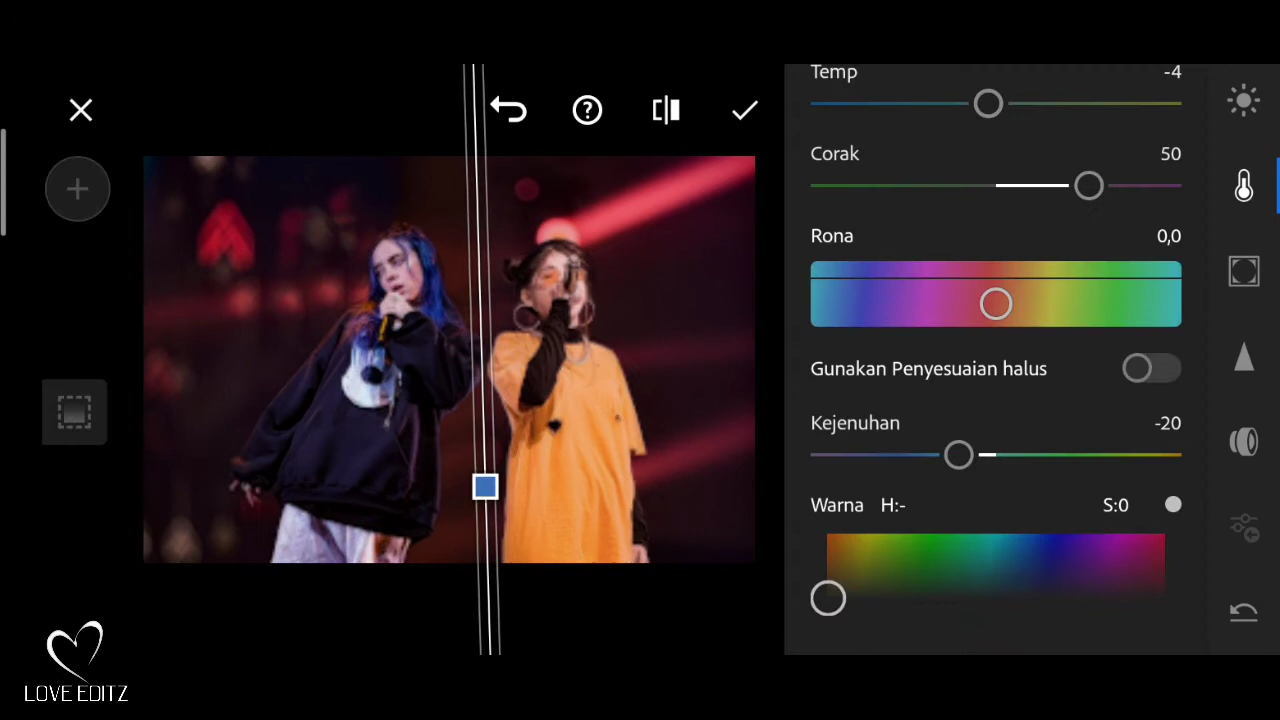 Temp -4
Corak 50
Rona 0,0
Gunakan Penyesuaian halus
Kejenuhan -20
Warna H:- S:0
LOVE EDITZ